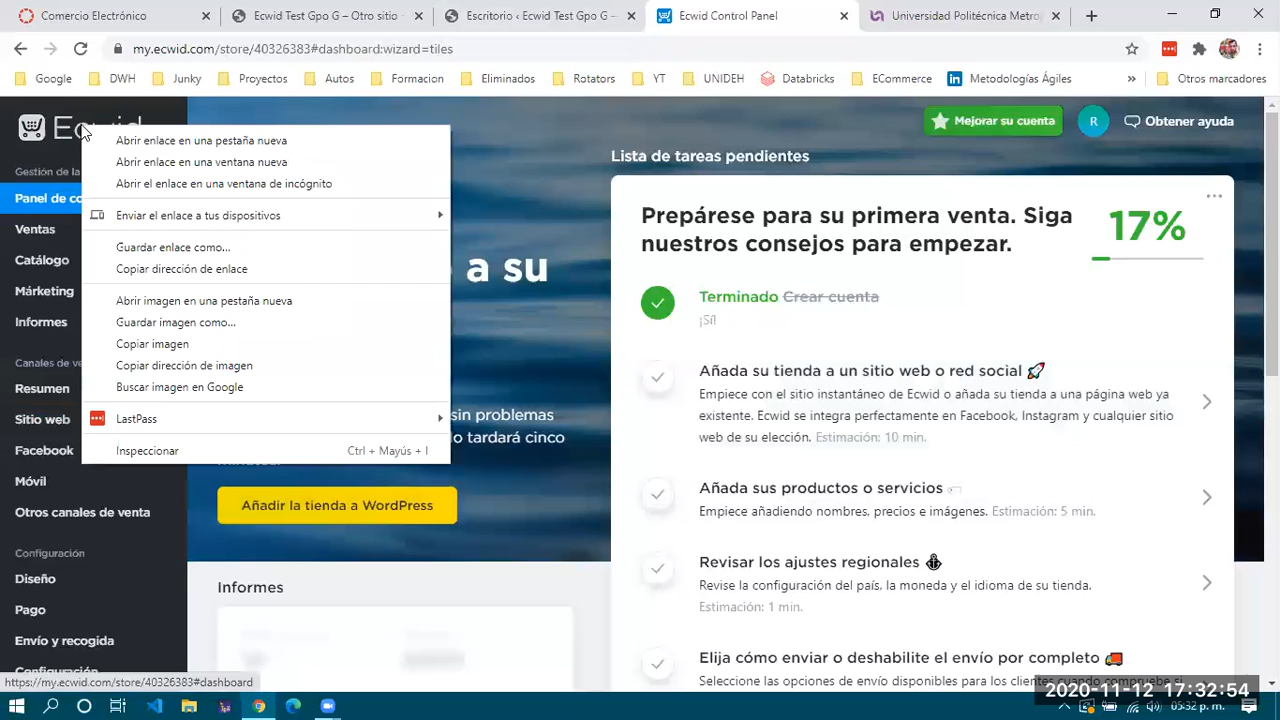 Comercio Electrónico
Ecwid Test Gpo G – Otro siti
Escritorio ‹ Ecwid Test Gpo G –
Ecwid Control Panel
Universidad Politécnica Metrop
my.ecwid.com/store/40326383#dashboard:wizard=tiles
Google
DWH
Junky
Proyectos
Autos
Formacion
Eliminados
Rotators
YT
UNIDEH
Databricks
ECommerce
Metodologías Ágiles
»
Otros marcadores
Ecwid
Mejorar su cuenta
R
Obtener ayuda
Gestión de la
Panel de co
Ventas
Catálogo
Márketing
Informes
Canales de ve
Resumen
Sitio web
Facebook
Móvil
Otros canales de venta
Configuración
Diseño
Pago
Envío y recogida
Configuración
Abrir enlace en una pestaña nueva
Abrir enlace en una ventana nueva
Abrir el enlace en una ventana de incógnito
Enviar el enlace a tus dispositivos
Guardar enlace como...
Copiar dirección de enlace
Abrir imagen en una pestaña nueva
Guardar imagen como...
Copiar imagen
Copiar dirección de imagen
Buscar imagen en Google
LastPass
Inspeccionar Ctrl + Mayús + I
a su
sin problemas
lo tardará cinco
Añadir la tienda a WordPress
Informes
Lista de tareas pendientes
Prepárese para su primera venta. Siga
nuestros consejos para empezar.
17%
Terminado Crear cuenta
¡Sí!
Añada su tienda a un sitio web o red social
Empiece con el sitio instantáneo de Ecwid o añada su tienda a una página web ya
existente. Ecwid se integra perfectamente en Facebook, Instagram y cualquier sitio
web de su elección. Estimación: 10 min.
Añada sus productos o servicios
Empiece añadiendo nombres, precios e imágenes. Estimación: 5 min.
Revisar los ajustes regionales
Revise la configuración del país, la moneda y el idioma de su tienda.
Estimación: 1 min.
Elija cómo enviar o deshabilite el envío por completo
Seleccione las opciones de envío disponibles para los clientes cuando compruebe si
https://my.ecwid.com/store/40326383#dashboard
2020-11-12 17:32:54
05:32 p. m.